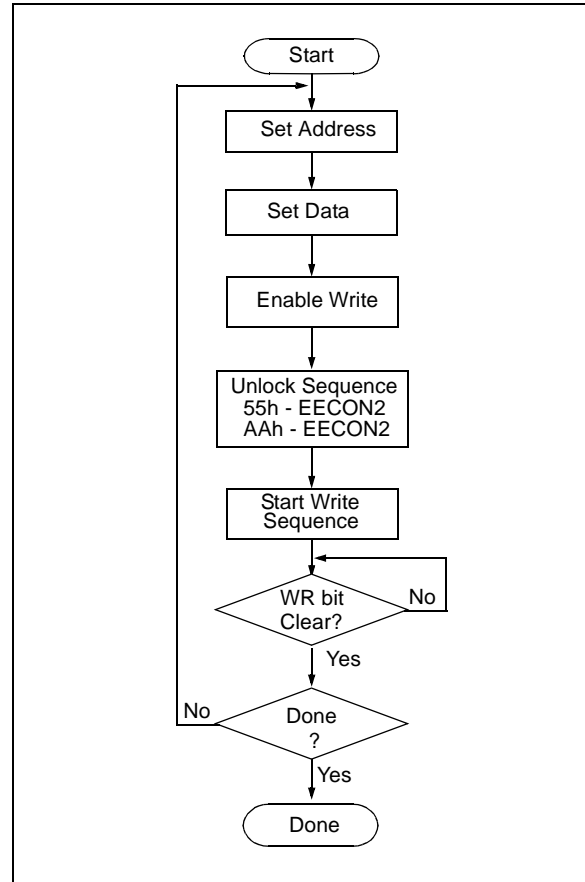 Start
Set Address
Set Data
Enable Write
Unlock Sequence
55h - EECON2
AAh - EECON2
Start Write
Sequence
WR bit
Clear?
No
Yes
Done
?
No
Yes
Done